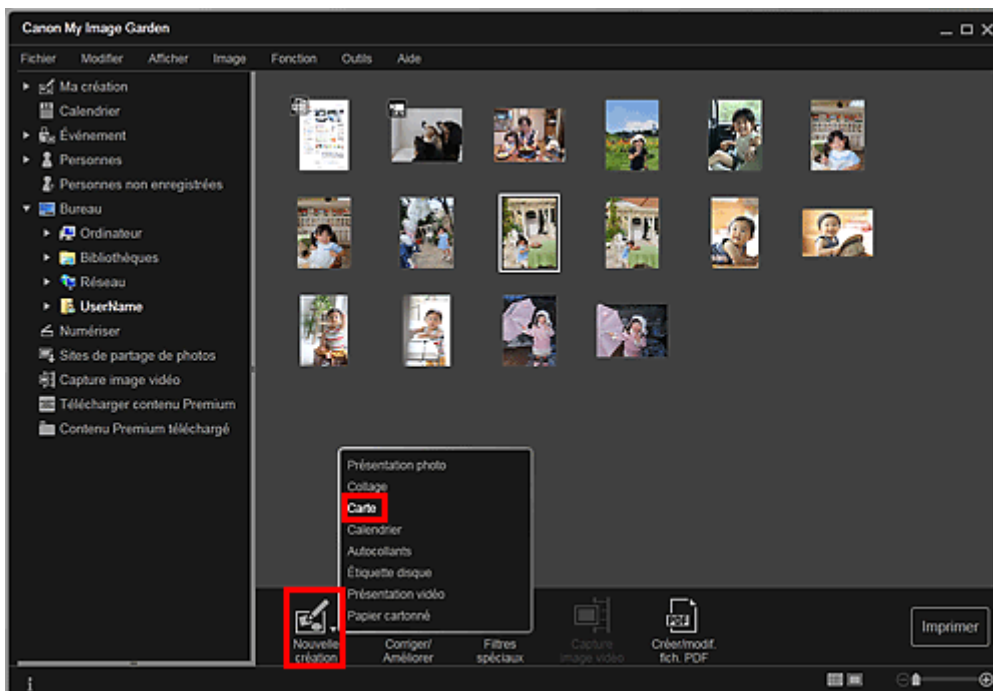 Canon My Image Garden
Fichier Modifier Afficher Image Fonction Outils Aide
Ma création
Calendrier
Événement
Personnes
Personnes non enregistrées
Bureau
Ordinateur
Bibliothèques
Réseau
UserName
Numériser
Sites de partage de photos
Capture image vidéo
Télécharger contenu Premium
Contenu Premium téléchargé
Présentation photo
Collage
Carte
Calendrier
Autocollants
Étiquette disque
Présentation vidéo
Papier cartonné
Nouvelle
création
Corriger/
Améliorer
Filtres
spéciaux
Capture
image vidéo
PDF
Créer/modif.
fich. PDF
Imprimer